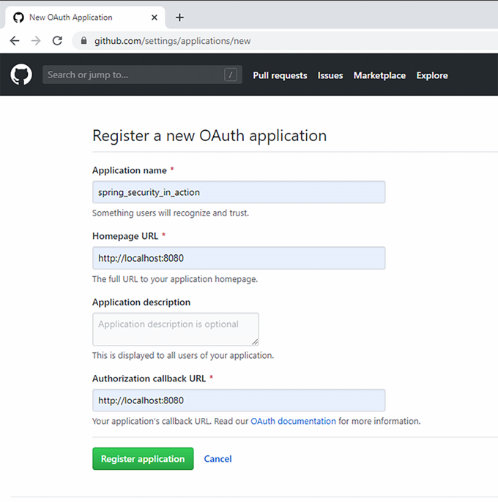 New OAuth Application
github.com/settings/applications/new
Search or jump to... /
Pull requests Issues Marketplace Explore
Register a new OAuth application
Application name *
spring_security_in_action
Something users will recognize and trust.
Homepage URL *
http://localhost:8080
The full URL to your application homepage.
Application description
Application description is optional
This is displayed to all users of your application.
Authorization callback URL *
http://localhost:8080
Your application's callback URL. Read our OAuth documentation for more information.
Register application Cancel